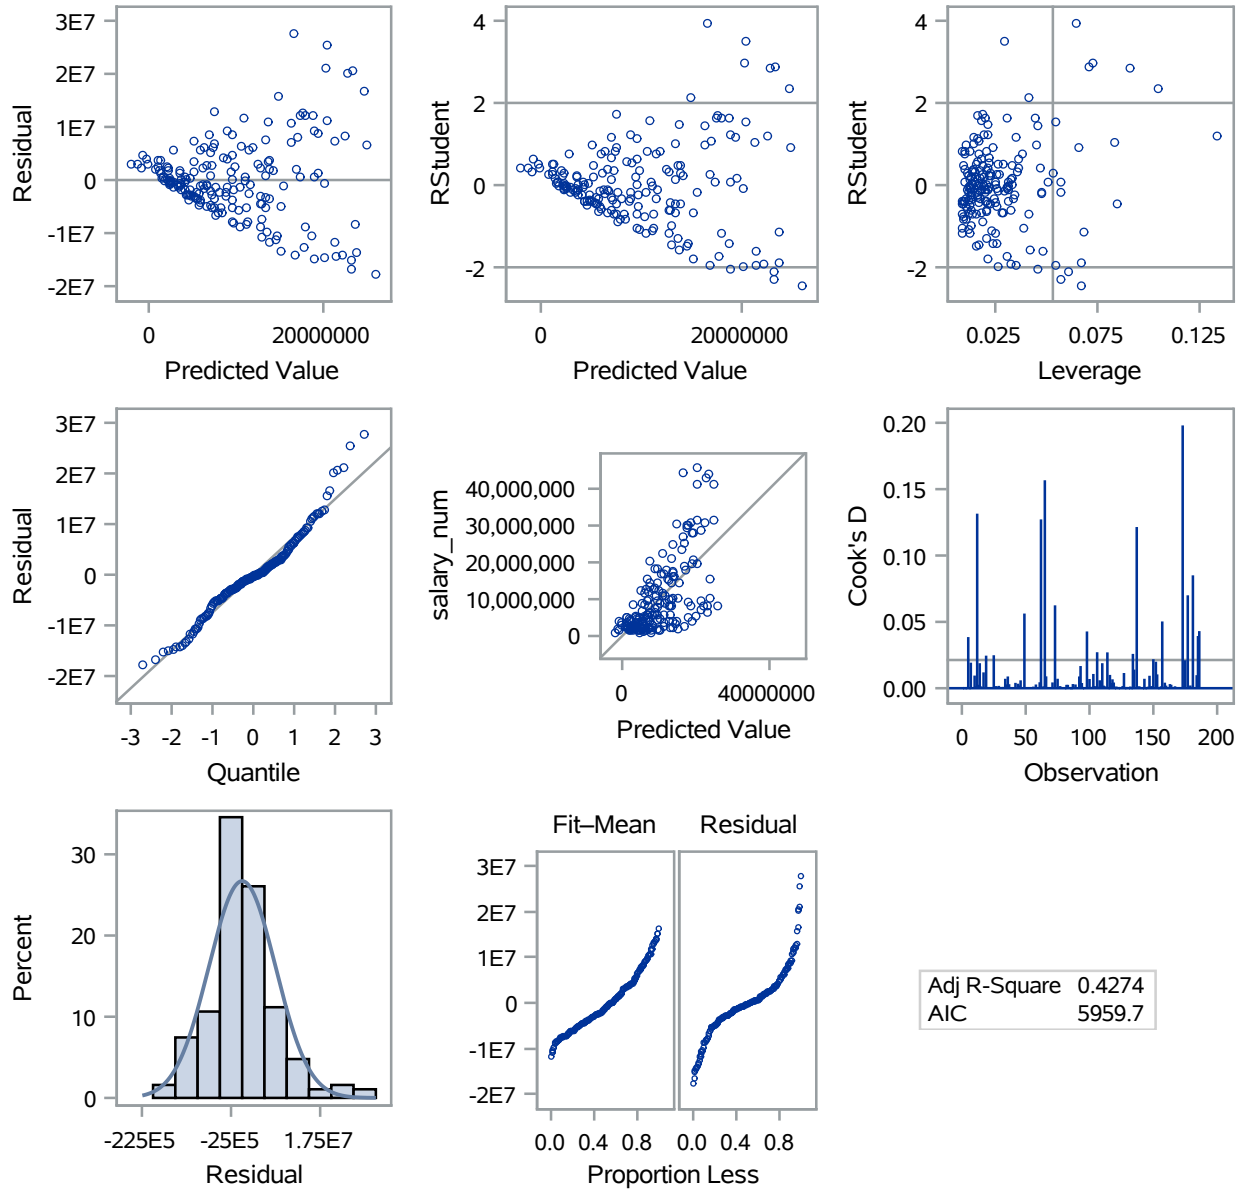 3E7
2E7
1E7
0
-1E7
-2E7
Residual
0
20000000
Predicted Value
4
2
0
-2
RStudent
0
20000000
Predicted Value
4
2
0
-2
RStudent
0.025
0.075
0.125
Leverage
3E7
2E7
1E7
0
-1E7
-2E7
Residual
-3
-2
-1
0
1
2
3
Quantile
40,000,000
30,000,000
20,000,000
10,000,000
0
salary_num
0
40000000
Predicted Value
0.20
0.15
0.10
0.05
0.00
Cook's D
0
50
100
150
200
Observation
30
20
10
0
Percent
-225E5
-25E5
1.75E7
Residual
Fit–Mean
Residual
3E7
2E7
1E7
0
-1E7
-2E7
0.0
0.4
0.8
0.0
0.4
0.8
Proportion Less
Adj R-Square 0.4274
AIC 5959.7